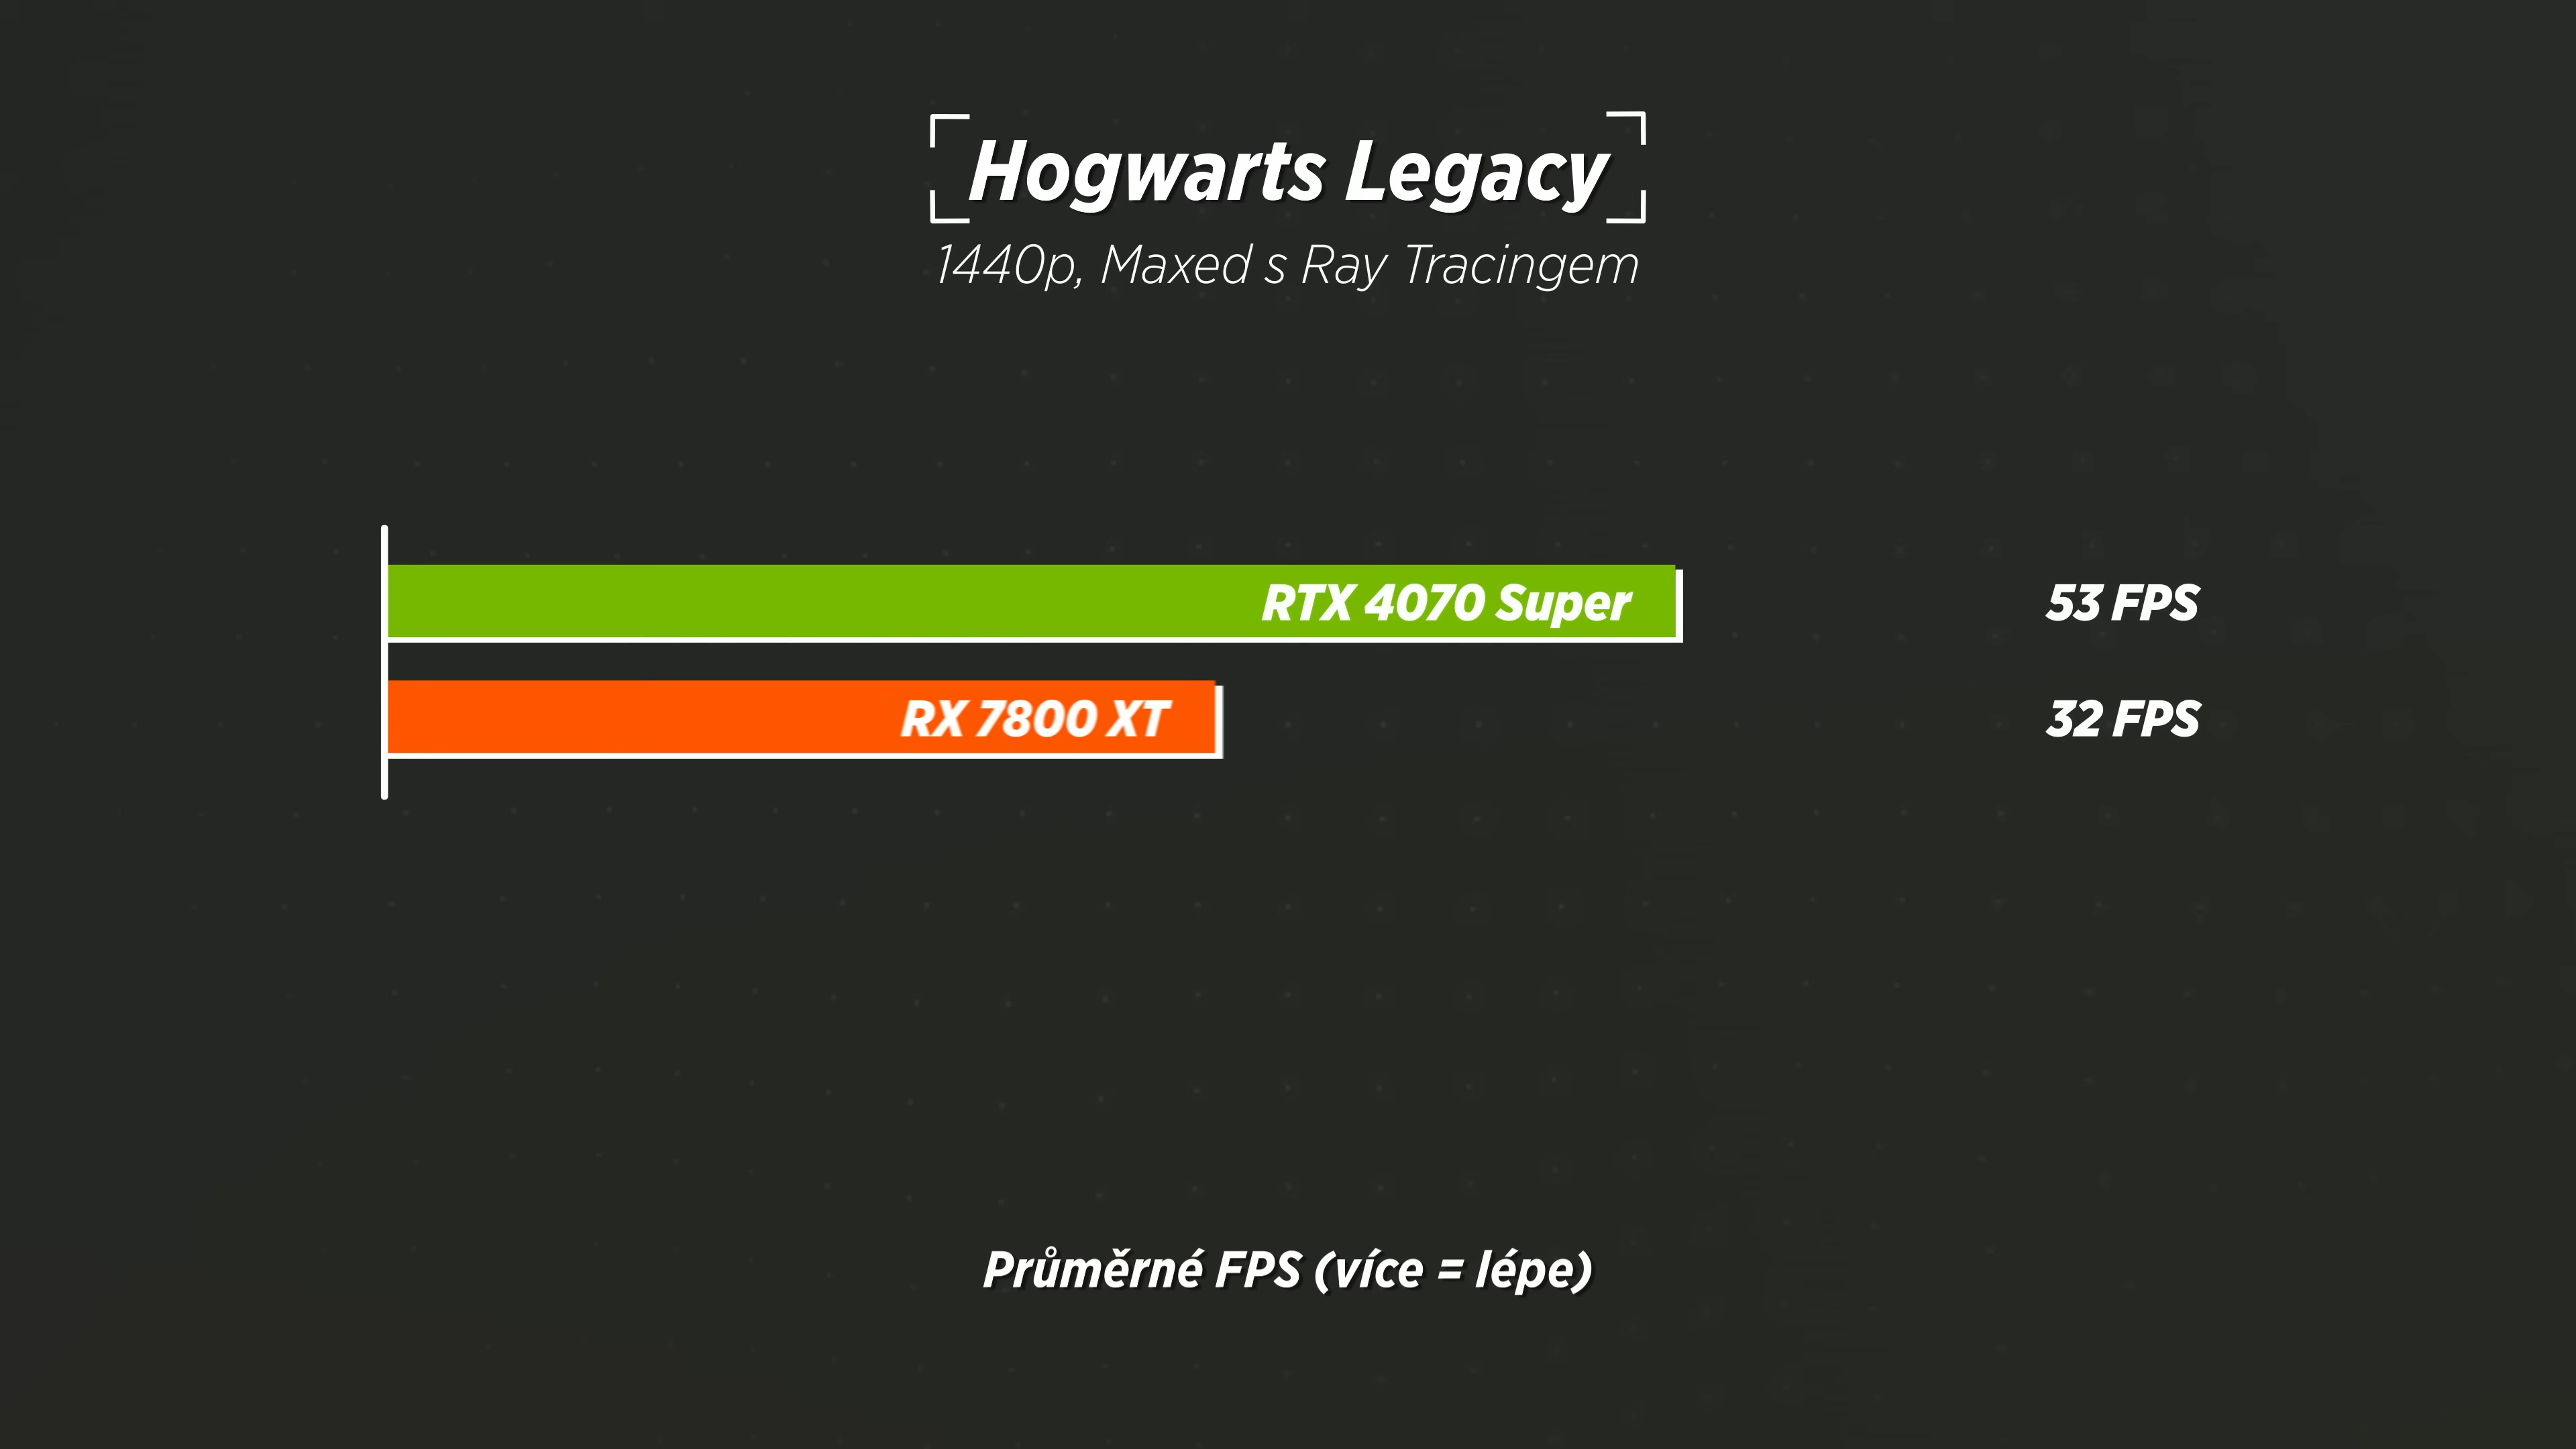 Hogwarts Legacy
1440p, Maxed s Ray Tracingem
RTX 4070 Super 53 FPS
RX 7800 XT 32 FPS
Průměrné FPS (více = lépe)